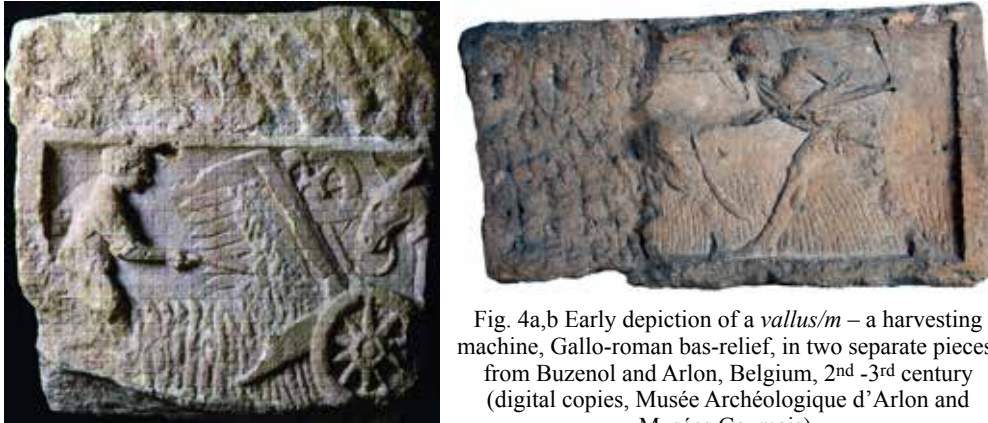 Fig. 4a,b Early depiction of a vallus/m – a harvesting
machine, Gallo-roman bas-relief, in two separate pieces
from Buzenol and Arlon, Belgium, 2nd -3rd century
(digital copies, Musée Archéologique d’Arlon and